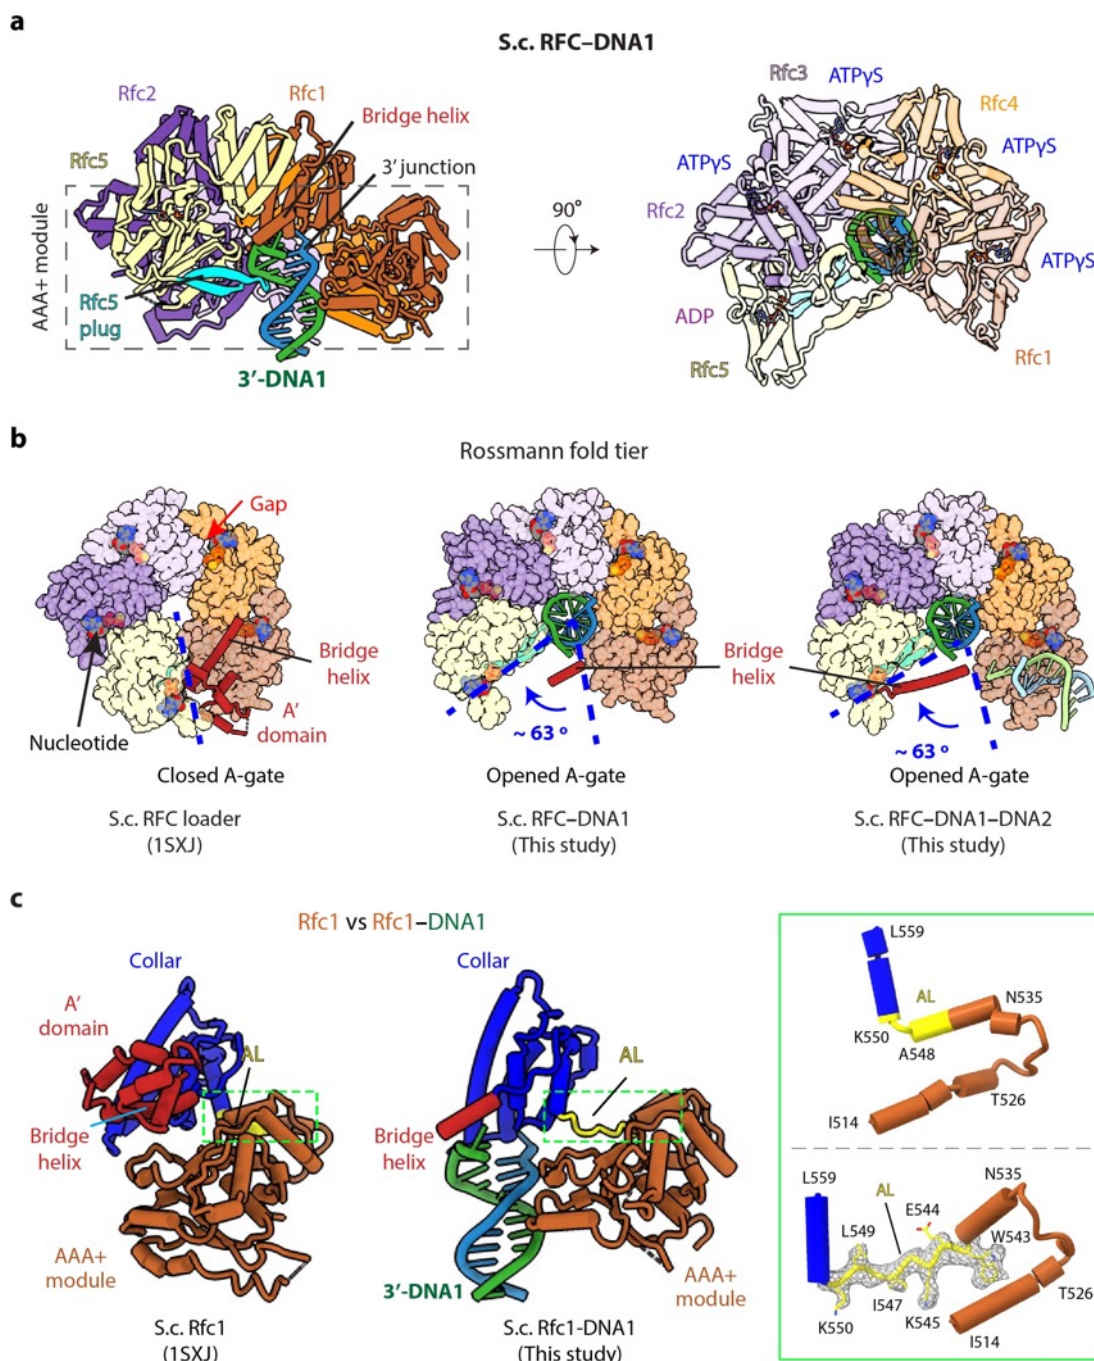 a
S.c. RFC–DNA1
Rfc2
Rfc1
Bridge helix
Rfc5
3′ junction
AAA+ module
Rfc5
plug
3′-DNA1
90°
Rfc3
ATPγS
Rfc4
ATPγS
ATPγS
Rfc2
ATPγS
ADP
Rfc5
Rfc1
b
Rossmann fold tier
Gap
Bridge
helix
A′
domain
Nucleotide
Closed A-gate
S.c. RFC loader
(1SXJ)
Bridge
helix
~ 63 °
Opened A-gate
S.c. RFC–DNA1
(This study)
~ 63 °
Opened A-gate
S.c. RFC–DNA1–DNA2
(This study)
c
Rfc1 vs Rfc1–DNA1
Collar
A′
domain
AL
Bridge
helix
AAA+
module
S.c. Rfc1
(1SXJ)
Collar
AL
Bridge
helix
3′-DNA1
AAA+
module
S.c. Rfc1-DNA1
(This study)
L559
AL
N535
K550
A548
T526
I514
N535
L559
AL
E544
L549
W543
I547
T526
K550
K545
I514